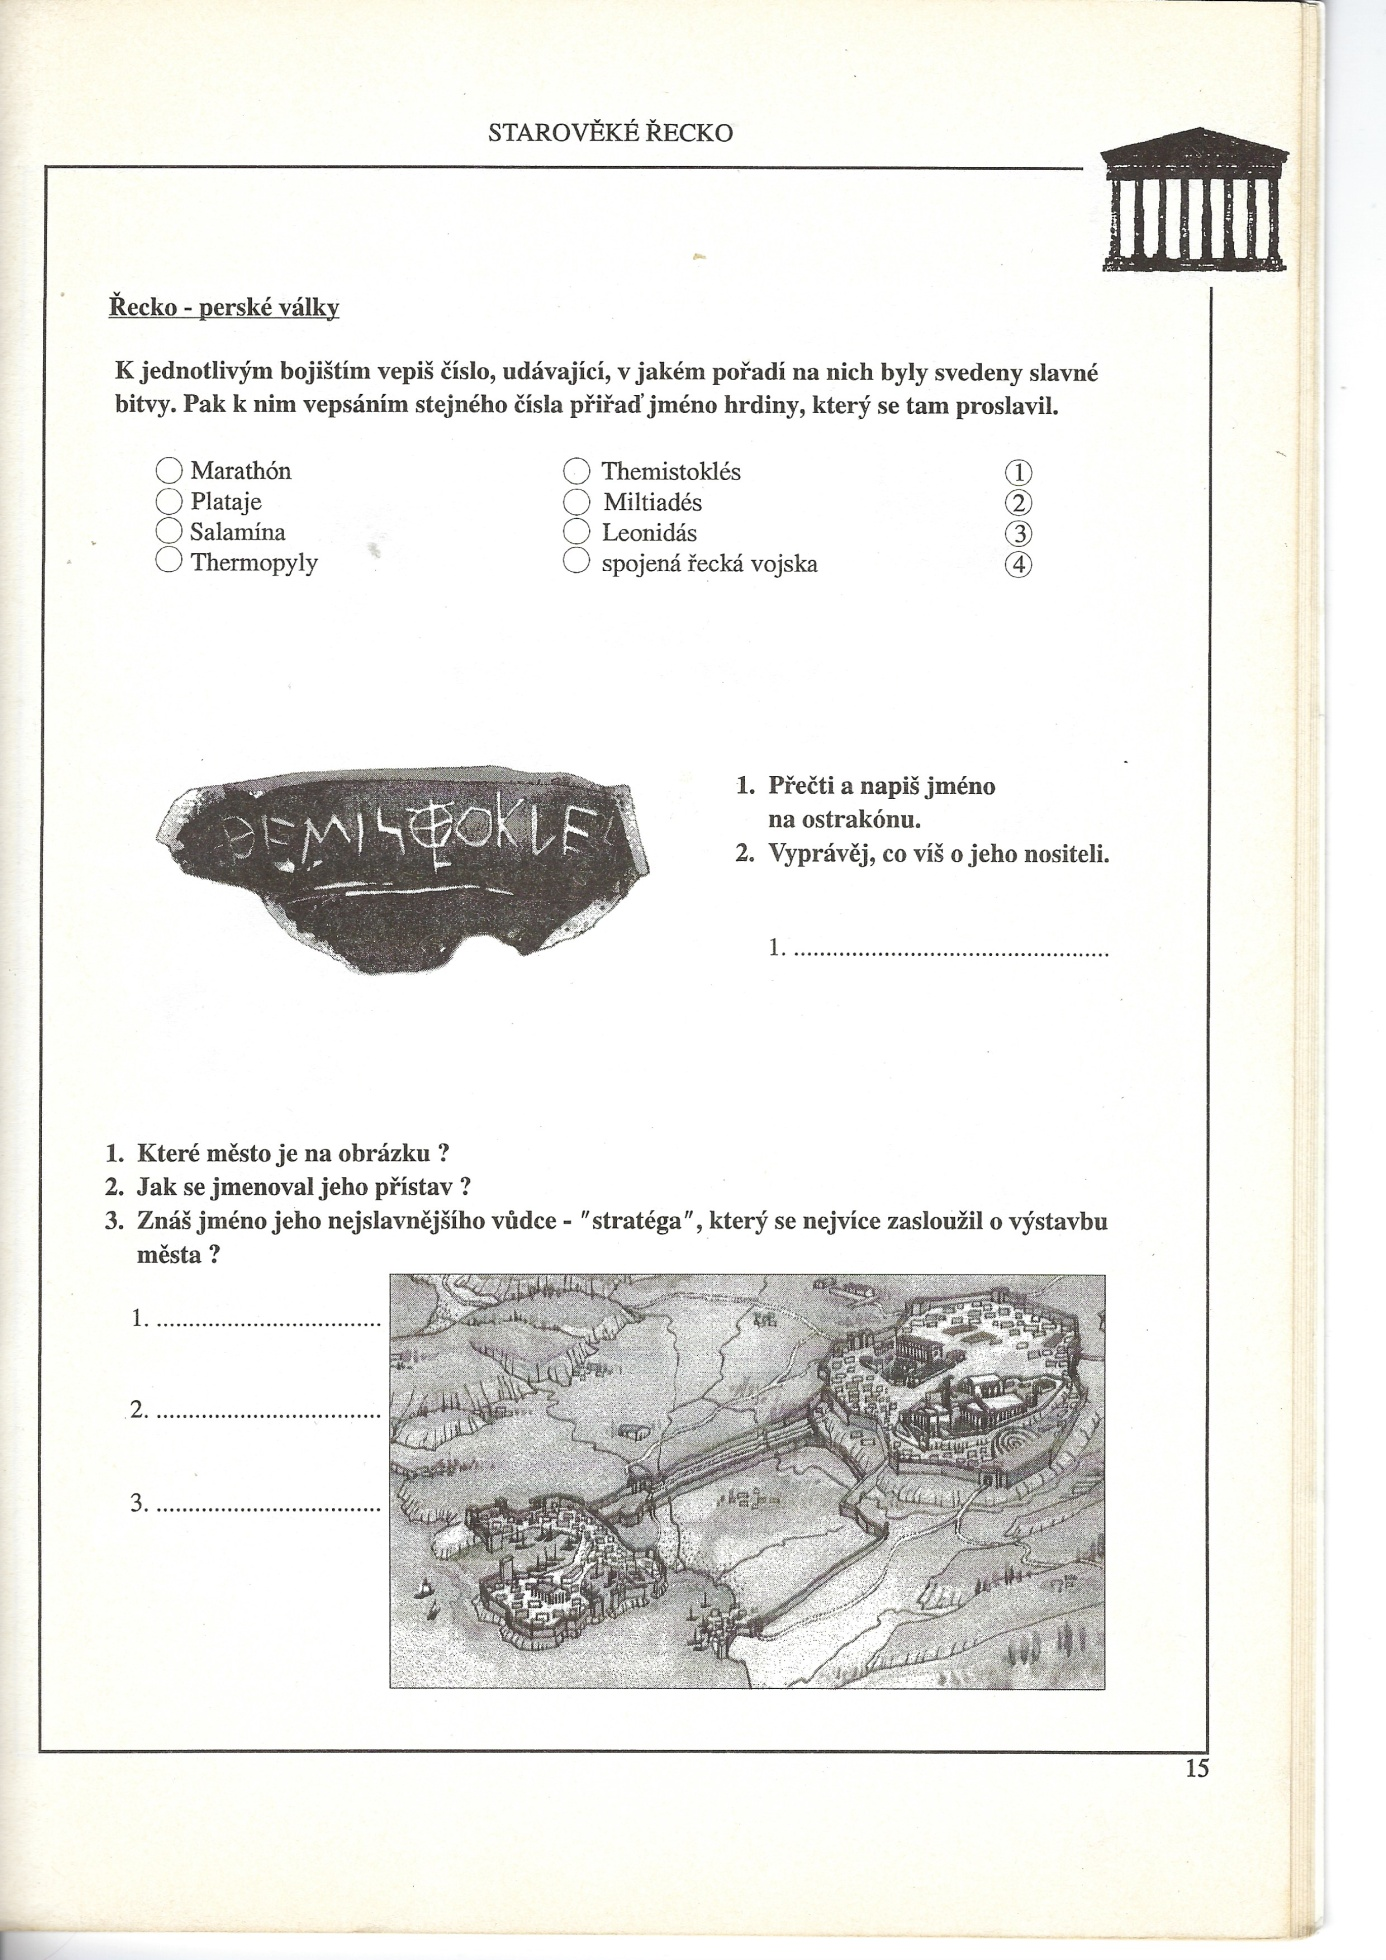 STAROVĚKÉ ŘECKO
Řecko - perské války
K jednotlivým bojištím vepiš číslo, udávající, v jakém pořadí na nich byly svedeny slavné
bitvy. Pak k nim vepsáním stejného čísla přiřaď jméno hrdiny, který se tam proslavil.
Marathón Themistoklés 1
Plataje Miltiadés 2
Salamína Leonidás 3
Thermopyly spojená řecká vojska 4
1. Přečti a napiš jméno
na ostrakónu.
2. Vyprávěj, co víš o jeho nositeli.
1. ................................................
1. Které město je na obrázku ?
2. Jak se jmenoval jeho přístav ?
3. Znáš jméno jeho nejslavnějšího vůdce - "stratéga", který se nejvíce zasloužil o výstavbu
města ?
1. ..................................
2. ..................................
3. ..................................
15